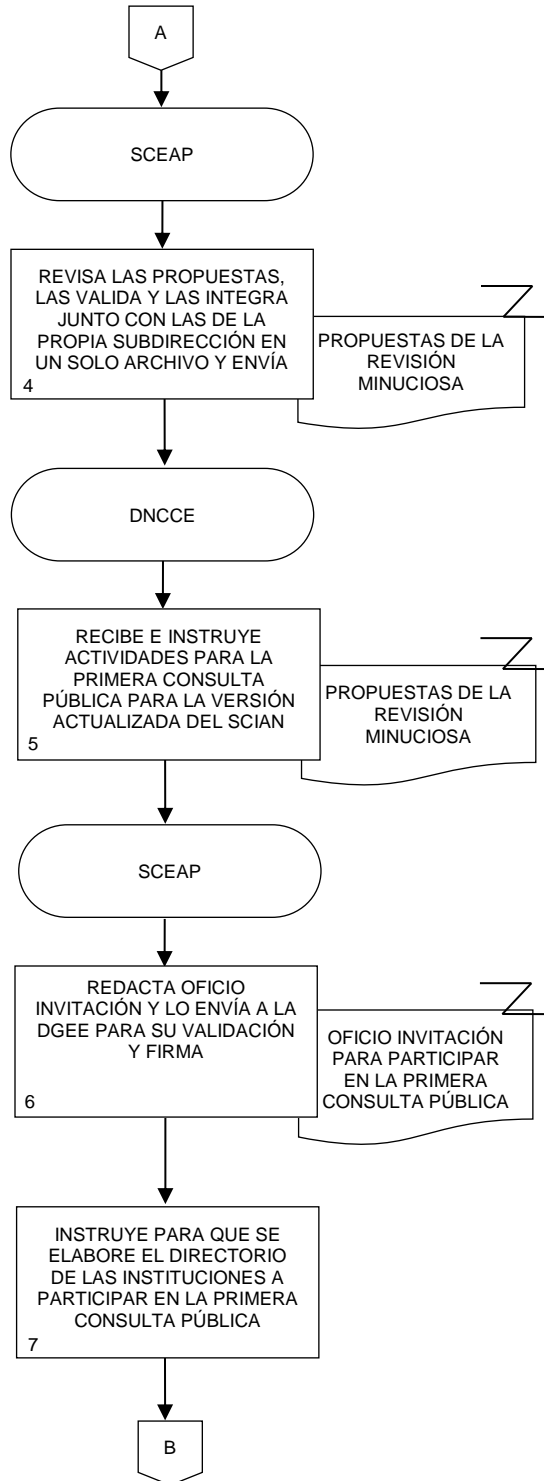 A
SCEAP
REVISA LAS PROPUESTAS,
LAS VALIDA Y LAS INTEGRA
JUNTO CON LAS DE LA
PROPIA SUBDIRECCIÓN EN
UN SOLO ARCHIVO Y ENVÍA
4
PROPUESTAS DE LA
REVISIÓN
MINUCIOSA
DNCCE
RECIBE E INSTRUYE
ACTIVIDADES PARA LA
PRIMERA CONSULTA
PÚBLICA PARA LA VERSIÓN
ACTUALIZADA DEL SCIAN
5
PROPUESTAS DE LA
REVISIÓN
MINUCIOSA
SCEAP
REDACTA OFICIO
INVITACIÓN Y LO ENVÍA A LA
DGEE PARA SU VALIDACIÓN
Y FIRMA
6
OFICIO INVITACIÓN
PARA PARTICIPAR
EN LA PRIMERA
CONSULTA PÚBLICA
INSTRUYE PARA QUE SE
ELABORE EL DIRECTORIO
DE LAS INSTITUCIONES A
PARTICIPAR EN LA PRIMERA
CONSULTA PÚBLICA
7
B